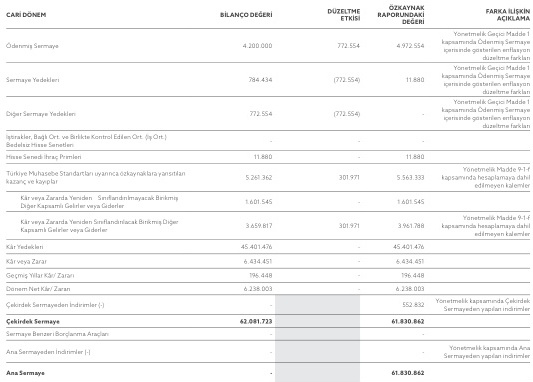 CARİ DÖNEM BİLANÇO DEĞERİ DÜZELTME ETKİSİ ÖZKAYNAK RAPORUNDAKİ DEĞERİ FARKA İLİŞKİN AÇIKLAMA
Ödenmiş Sermaye 4.200.000 772.554 4.972.554 Yönetmelik Geçici Madde 1 kapsamında Ödenmiş Sermaye içerisinde gösterilen enflasyon düzeltme farkları
Sermaye Yedekleri 784.434 (772.554) 11.880 Yönetmelik Geçici Madde 1 kapsamında Ödenmiş Sermaye içerisinde gösterilen enflasyon düzeltme farkları
Diğer Sermaye Yedekleri 772.554 (772.554) - Yönetmelik Geçici Madde 1 kapsamında Ödenmiş Sermaye içerisinde gösterilen enflasyon düzeltme farkları
İştirakler, Bağlı Ort. ve Birlikte Kontrol Edilen Ort. (İş Ort.) Bedelsiz Hisse Senetleri - - -
Hisse Senedi İhraç Primleri 11.880 - 11.880
Türkiye Muhasebe Standartları uyarınca özkaynaklara yansıtılan kazanç ve kayıplar 5.261.362 301.971 5.563.333 Yönetmelik Madde 9-1-f kapsamında hesaplamaya dahil edilmeyen kalemler
Kâr veya Zararda Yeniden Sınıflandırılmayacak Birikmiş Diğer Kapsamlı Gelirler veya Giderler 1.601.545 - 1.601.545
Kâr veya Zararda Yeniden Sınıflandırılacak Birikmiş Diğer Kapsamlı Gelirler veya Giderler 3.659.817 301.971 3.961.788 Yönetmelik Madde 9-1-f kapsamında hesaplamaya dahil edilmeyen kalemler
Kâr Yedekleri 45.401.476 - 45.401.476
Kâr veya Zarar 6.434.451 - 6.434.451
Geçmiş Yıllar Kâr/ Zararı 196.448 - 196.448
Dönem Net Kâr/ Zararı 6.238.003 - 6.238.003
Çekirdek Sermayeden İndirimler (-) - 552.832 Yönetmelik kapsamında Çekirdek Sermayeden yapılan indirimler
Çekirdek Sermaye 62.081.723 61.830.862
Sermaye Benzeri Borçlanma Araçları - -
Ana Sermayeden İndirimler (-) - - Yönetmelik kapsamında Ana Sermayeden yapılan indirimler
Ana Sermaye - 61.830.862